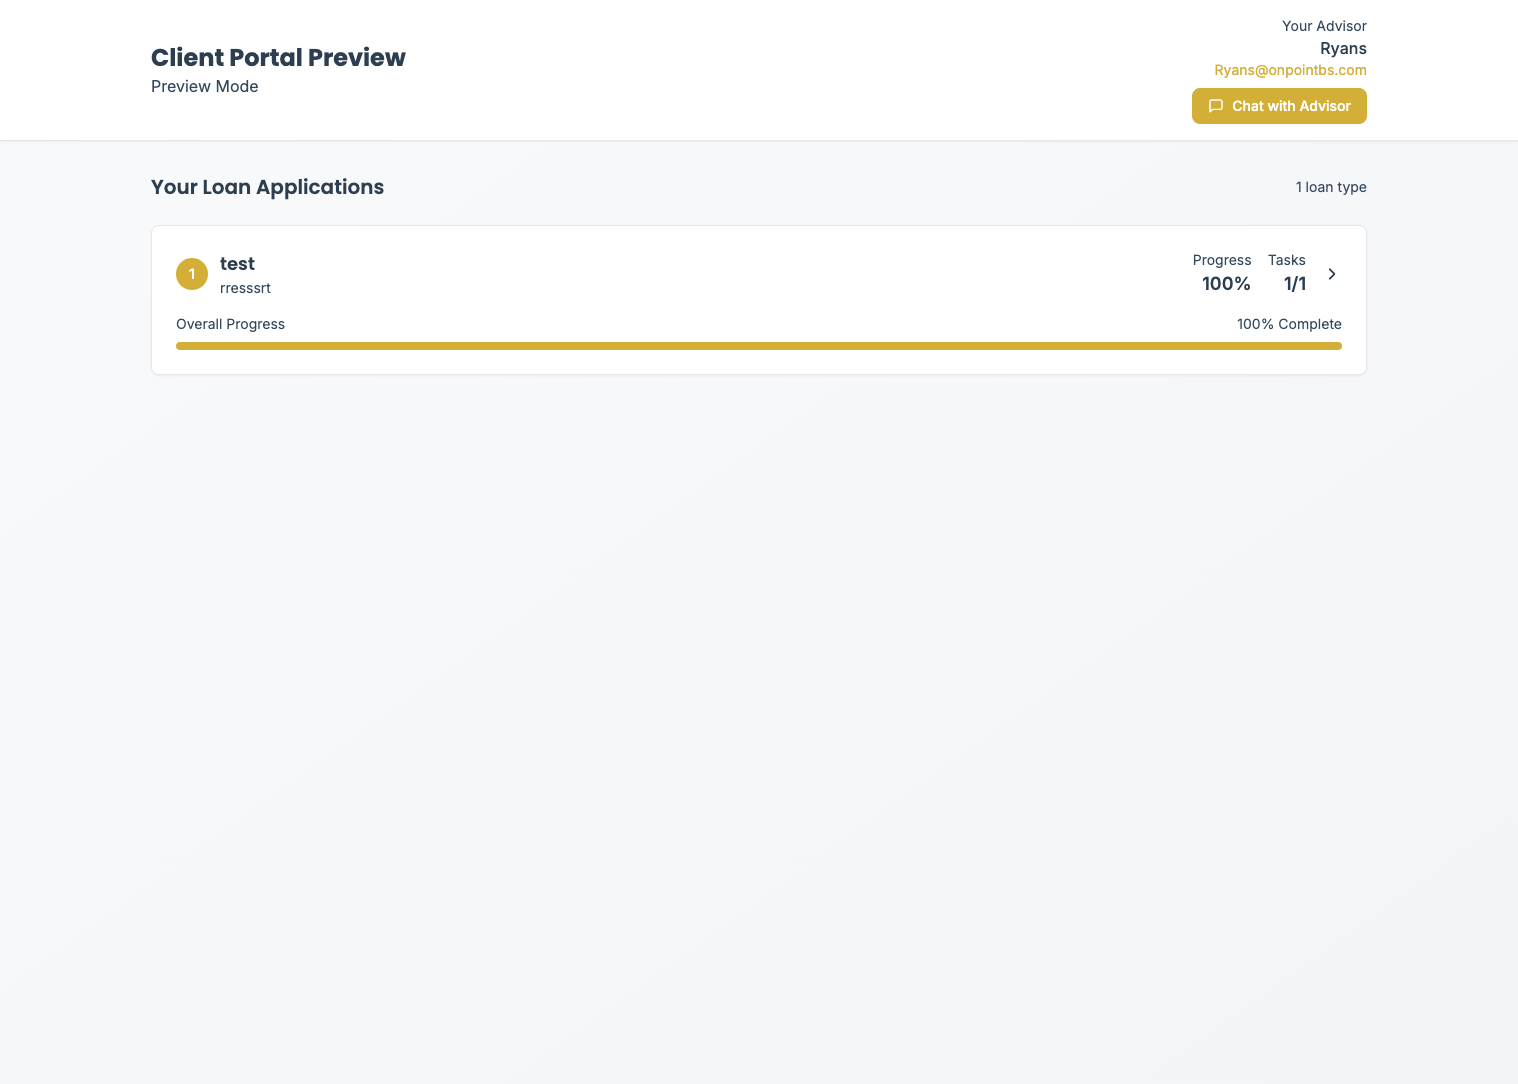 Client Portal Preview
Preview Mode
Your Advisor
Ryans
Ryans@onpointbs.com
Chat with Advisor
Your Loan Applications
1 loan type
1
test
rresssrt
Progress
100%
Tasks
1/1
Overall Progress
100% Complete